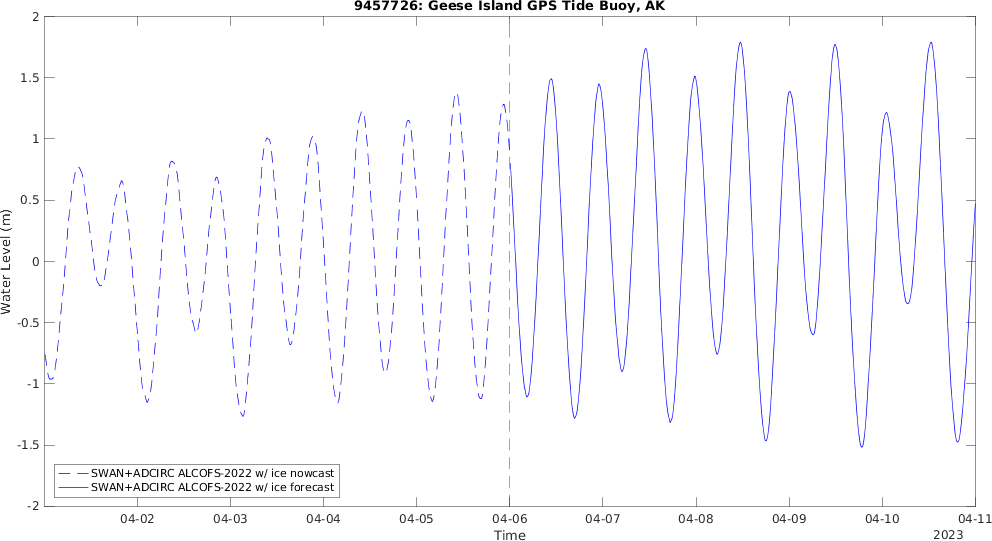 9457726: Geese Island GPS Tide Buoy, AK
2
1.5
1
0.5
0
-0.5
-1
-1.5
-2
Water Level (m)
SWAN+ADCIRC ALCOFS-2022 w/ ice nowcast
SWAN+ADCIRC ALCOFS-2022 w/ ice forecast
04-02 04-03 04-04 04-05 04-06 04-07 04-08 04-09 04-10 04-11
Time
2023